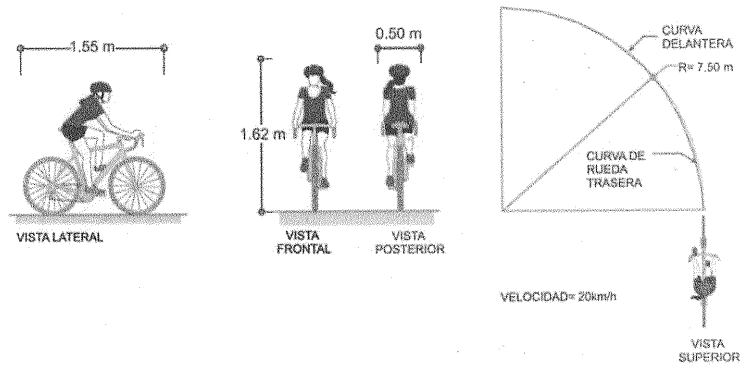 1.55 m
VISTA LATERAL
1.62 m
0.50 m
VISTA
FRONTAL
VISTA
POSTERIOR
CURVA
DELANTERA
R= 7.50 m
CURVA DE
RUEDA
TRASERA
VELOCIDAD= 20km/h
VISTA
SUPERIOR